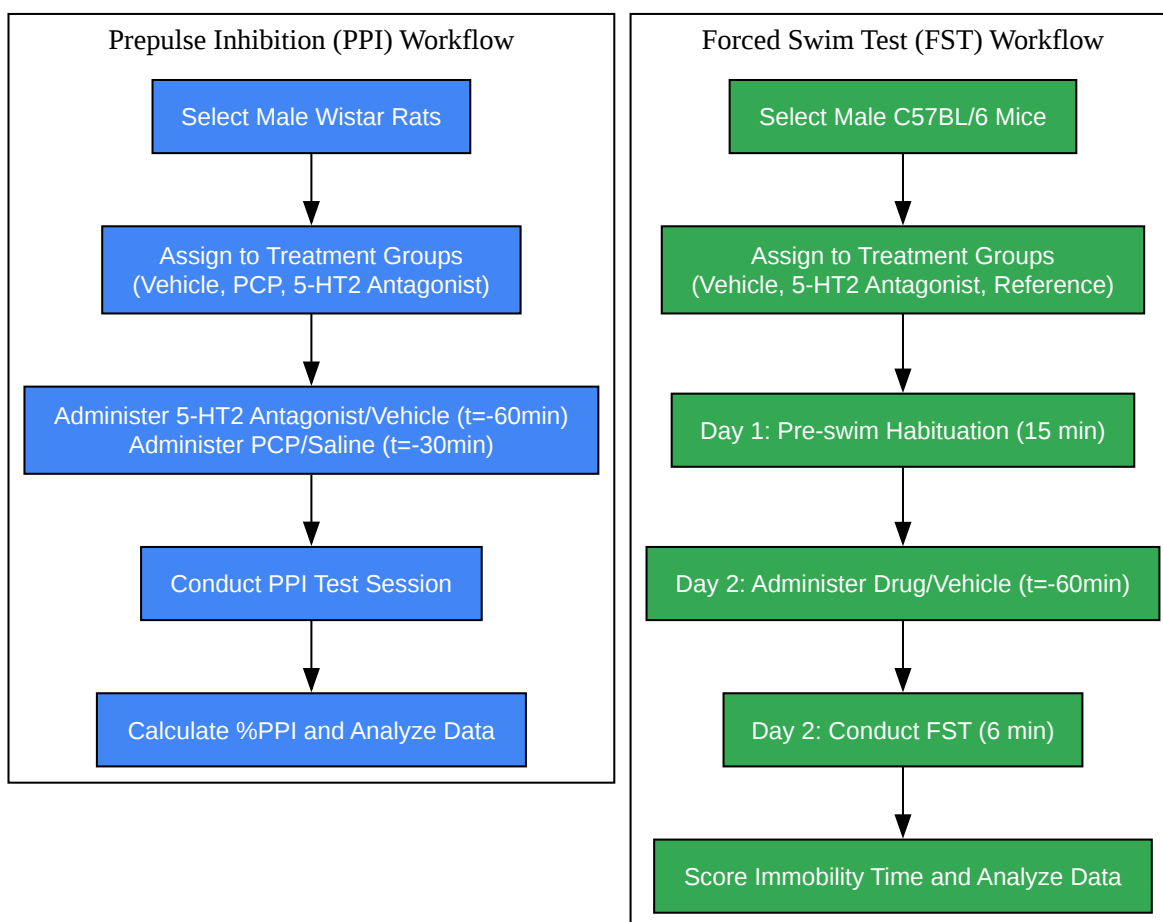 Prepulse Inhibition (PPI) Workflow
Select Male Wistar Rats
Assign to Treatment Groups
(Vehicle, PCP, 5-HT2 Antagonist)
Administer 5-HT2 Antagonist/Vehicle (t=-60min)
Administer PCP/Saline (t=-30min)
Conduct PPI Test Session
Calculate %PPI and Analyze Data
Forced Swim Test (FST) Workflow
Select Male C57BL/6 Mice
Assign to Treatment Groups
(Vehicle, 5-HT2 Antagonist, Reference)
Day 1: Pre-swim Habituation (15 min)
Day 2: Administer Drug/Vehicle (t=-60min)
Day 2: Conduct FST (6 min)
Score Immobility Time and Analyze Data